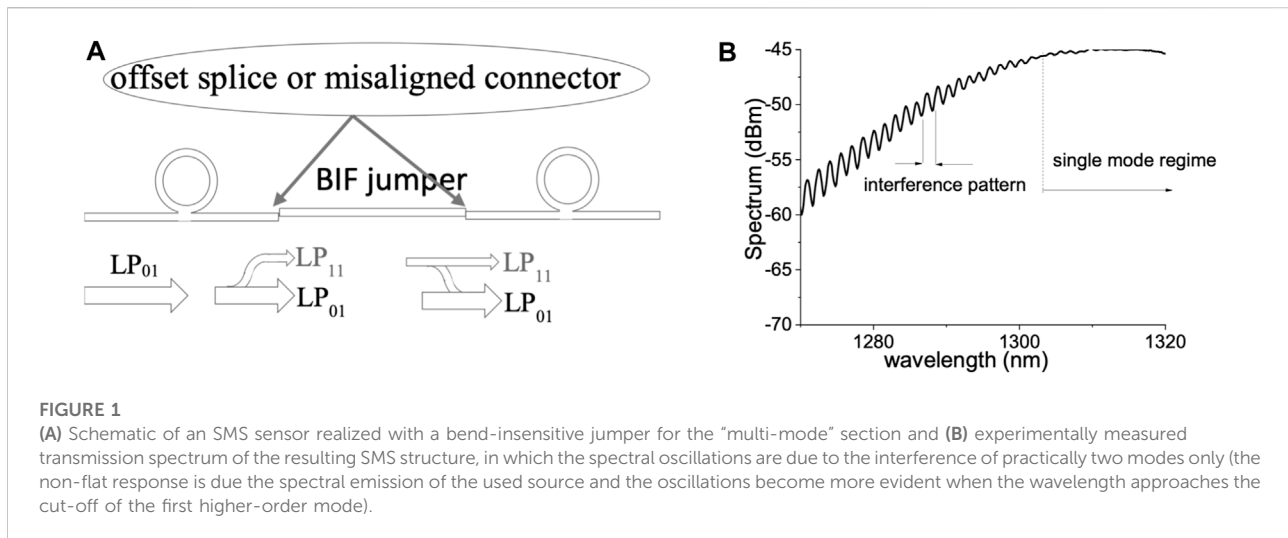 A
offset splice or misaligned connector
BIF jumper
LP01
LP11
LP01
LP11
LP01
B
Spectrum (dBm)
-45
-50
-55
-60
-65
-70
interference pattern
single mode regime
1280
1300
1320
wavelength (nm)
FIGURE 1
(A) Schematic of an SMS sensor realized with a bend-insensitive jumper for the “multi-mode” section and (B) experimentally measured
transmission spectrum of the resulting SMS structure, in which the spectral oscillations are due to the interference of practically two modes only (the
non-flat response is due the spectral emission of the used source and the oscillations become more evident when the wavelength approaches the
cut-off of the first higher-order mode).